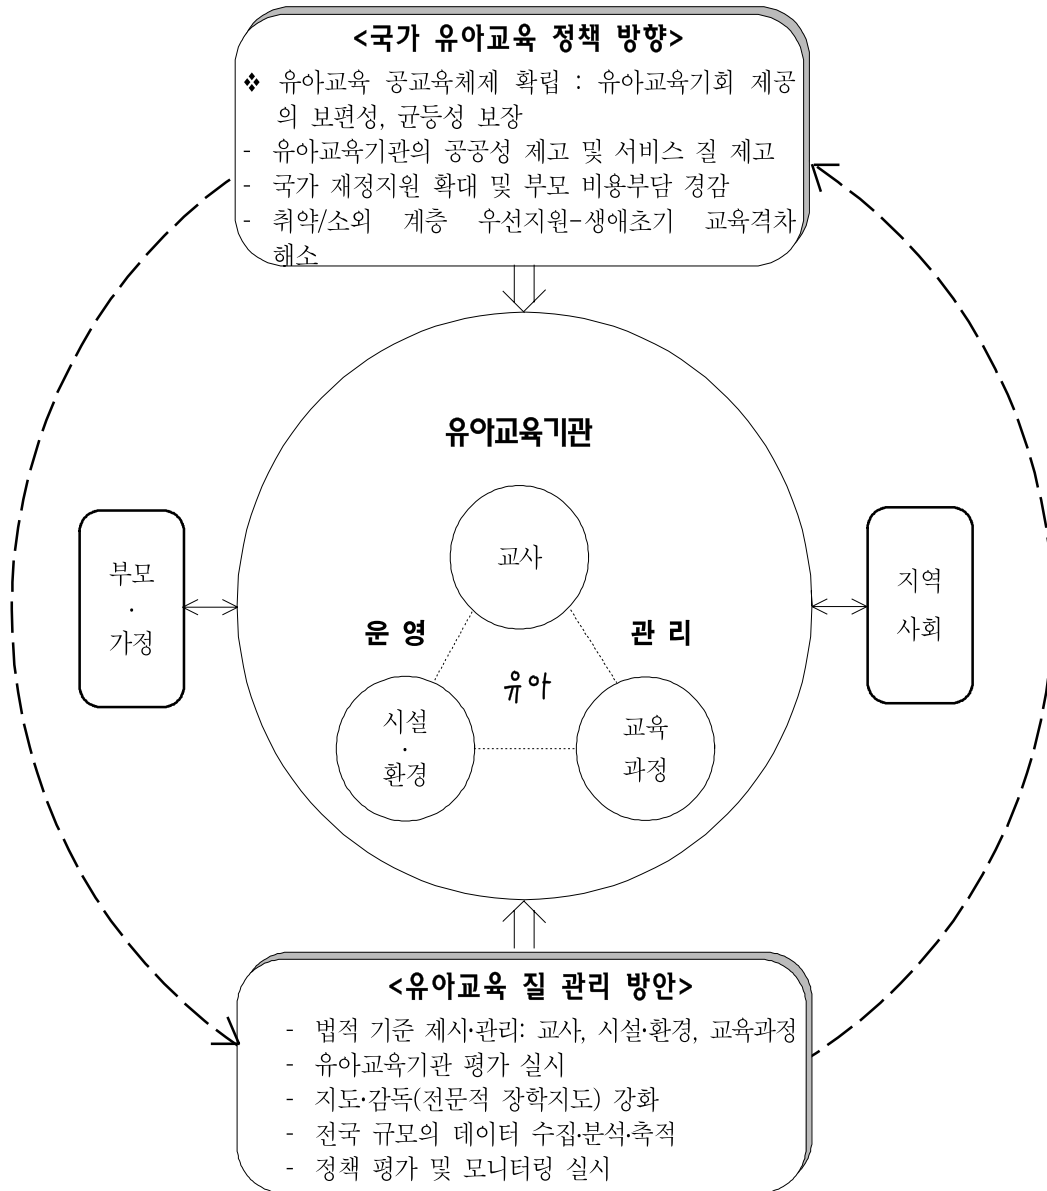 <국가 유아교육 정책 방향>
❖ 유아교육 공교육체제 확립 : 유아교육기회 제공
의 보편성, 균등성 보장
- 유아교육기관의 공공성 제고 및 서비스 질 제고
- 국가 재정지원 확대 및 부모 비용부담 경감
- 취약/소외 계층 우선지원-생애초기 교육격차
해소
유아교육기관
교사
부모
·
가정
지역
사회
운 영
관 리
유아
시설
·
환경
교육
과정
<유아교육 질 관리 방안>
- 법적 기준 제시·관리: 교사, 시설·환경, 교육과정
- 유아교육기관 평가 실시
- 지도·감독(전문적 장학지도) 강화
- 전국 규모의 데이터 수집·분석·축적
- 정책 평가 및 모니터링 실시